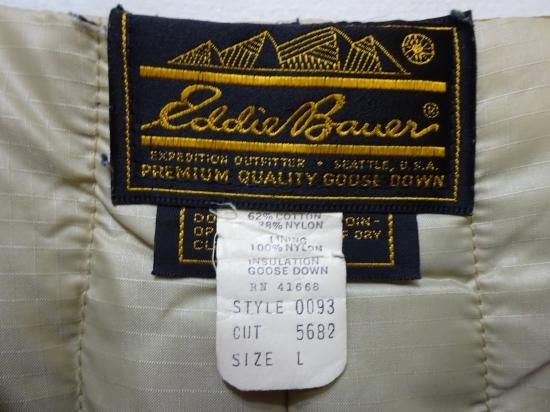 Eddie Bauer ®
EXPEDITION OUTFITTER • SEATTLE, U.S.A.
PREMIUM QUALITY GOOSE DOWN
62% COTTON
38% NYLON
LINING
100% NYLON
INSULATION
GOOSE DOWN
RN 41668
STYLE 0093
CUT 5682
SIZE L